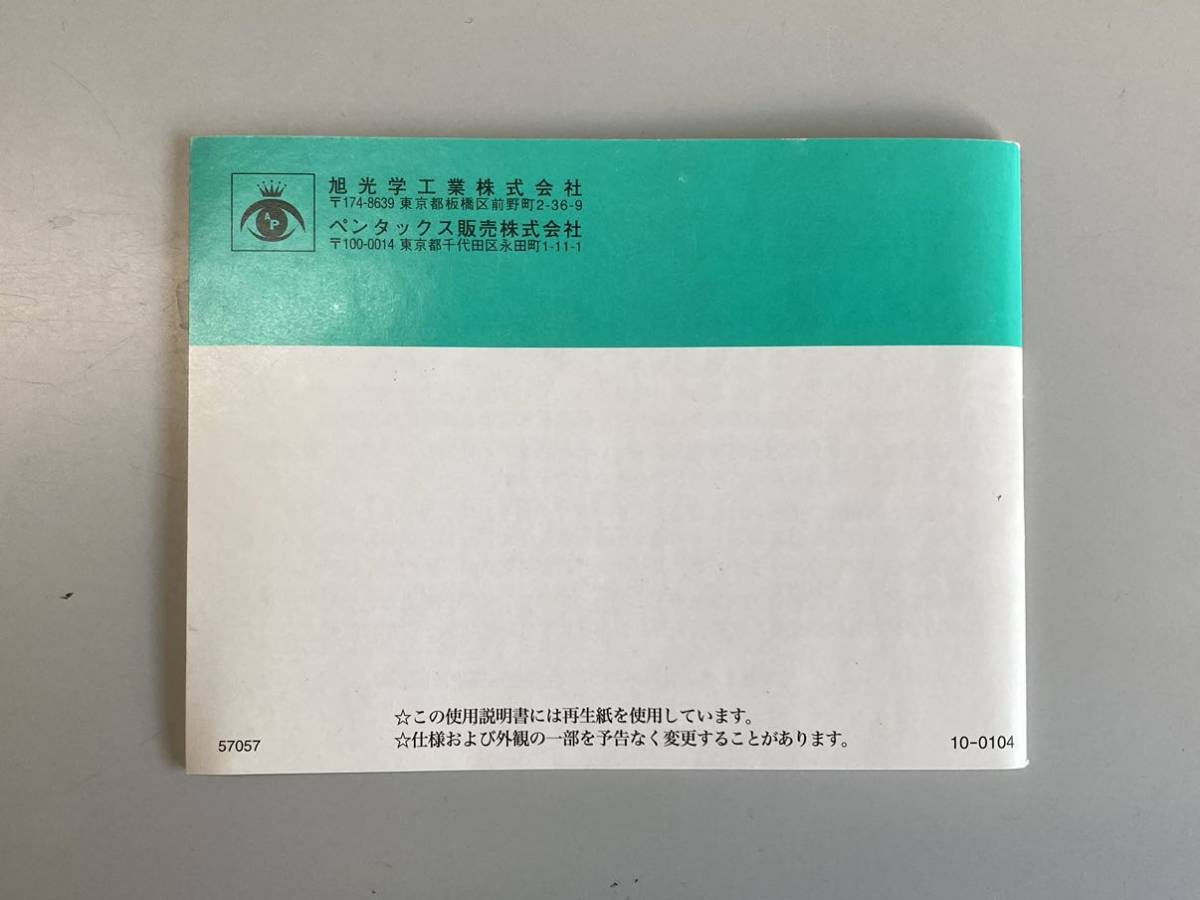 AP
旭光学工業株式会社
〒174-8639 東京都板橋区前野町2-36-9
ペンタックス販売株式会社
〒100-0014 東京都千代田区永田町1-11-1
☆この使用説明書には再生紙を使用しています。
☆仕様および外観の一部を予告なく変更することがあります。
57057
10-0104